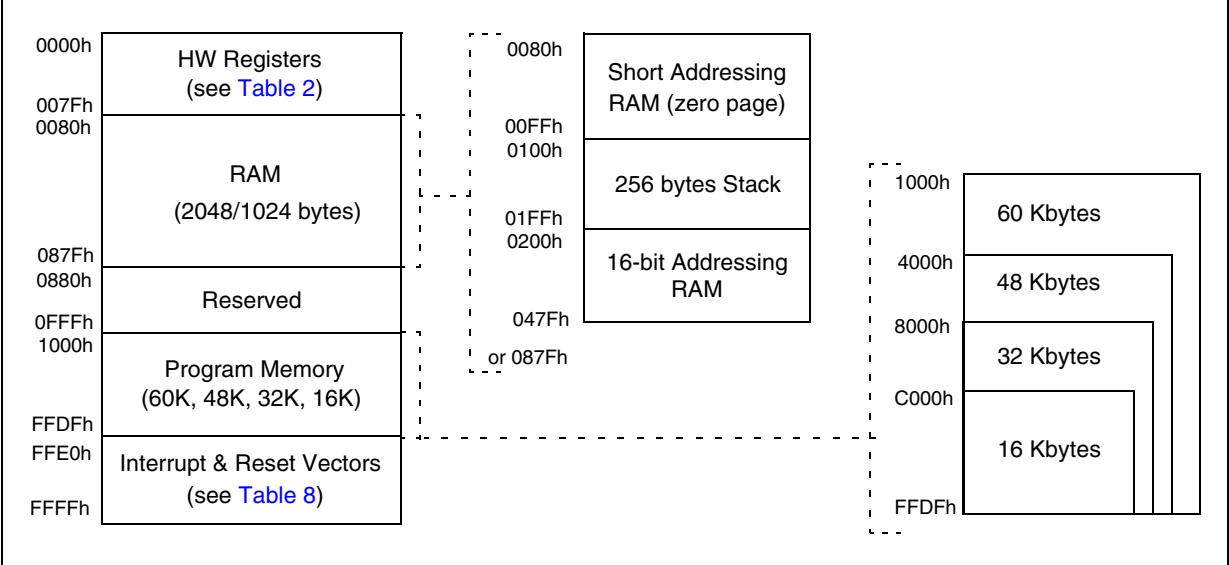 0000h
HW Registers
(see Table 2)
007Fh
0080h
RAM
(2048/1024 bytes)
087Fh
0880h
Reserved
0FFFh
1000h
Program Memory
(60K, 48K, 32K, 16K)
FFDFh
FFE0h
Interrupt & Reset Vectors
(see Table 8)
FFFFh
0080h
Short Addressing
RAM (zero page)
00FFh
0100h
256 bytes Stack
01FFh
0200h
16-bit Addressing
RAM
047Fh
or 087Fh
1000h
60 Kbytes
4000h
48 Kbytes
8000h
32 Kbytes
C000h
16 Kbytes
FFDFh